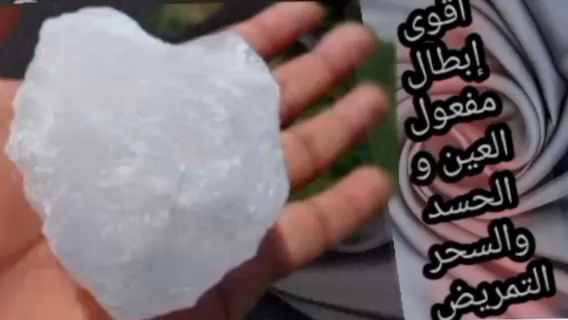 أقوى
إبطال
مفعول
العين و
الحسد
والسحر
التمريض